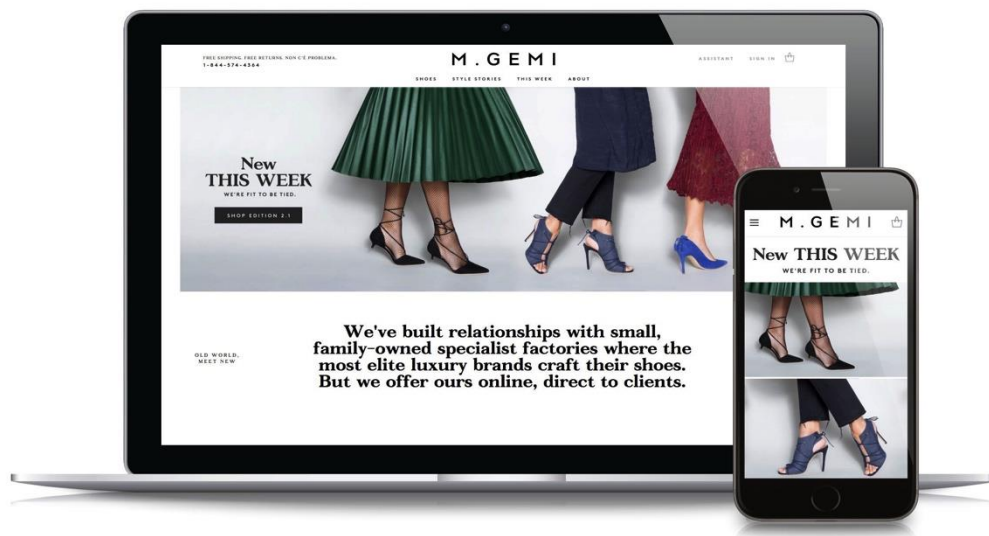 FREE SHIPPING. FREE RETURNS. NON C'È PROBLEMA.
1-844-574-4364
M.GEMI
ASSISTANT SIGN IN
SHOES STYLE STORIES THIS WEEK ABOUT
New
THIS WEEK
WE'RE FIT TO BE TIED.
SHOP EDITION 2.1
OLD WORLD,
MEET NEW
We've built relationships with small,
family-owned specialist factories where the
most elite luxury brands craft their shoes.
But we offer ours online, direct to clients.
M.GEMI
New THIS WEEK
WE'RE FIT TO BE TIED.